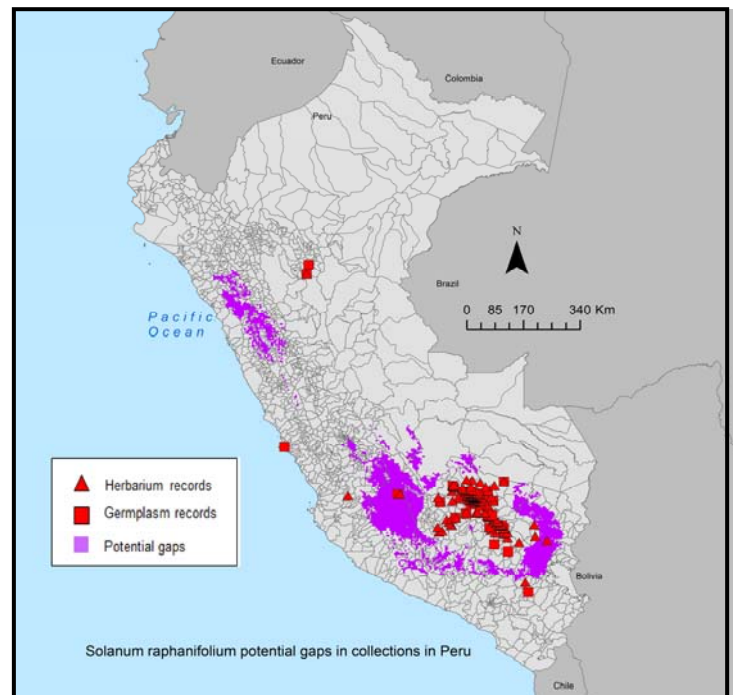 Ecuador
Colombia
Peru
N
Brazil
Pacific
Ocean
0 85 170 340 Km
Herbarium records
Germplasm records
Potential gaps
Bolivia
Solanum raphanifolium potential gaps in collections in Peru
Chile